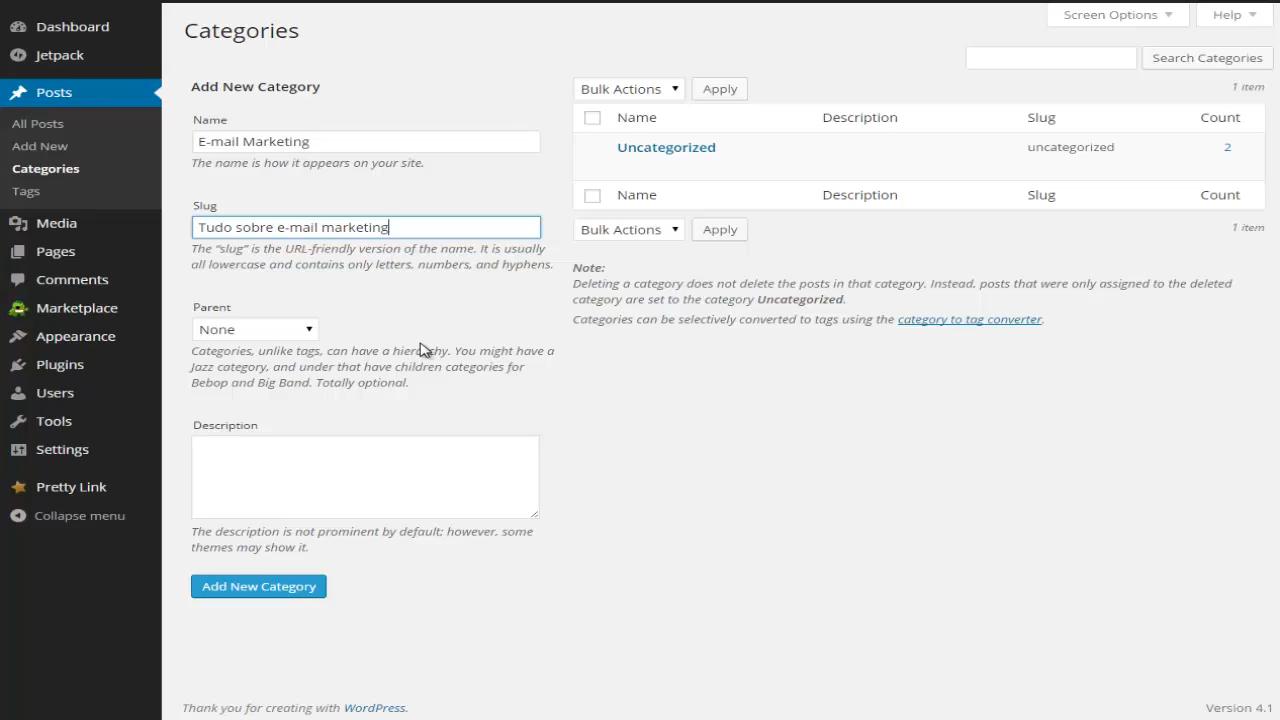 Dashboard
Jetpack
Posts
All Posts
Add New
Categories
Tags
Media
Pages
Comments
Marketplace
Appearance
Plugins
Users
Tools
Settings
Pretty Link
Collapse menu
Screen Options
Help
Categories
Search Categories
Add New Category
Name
E-mail Marketing
The name is how it appears on your site.
Slug
Tudo sobre e-mail marketing
The “slug” is the URL-friendly version of the name. It is usually
all lowercase and contains only letters, numbers, and hyphens.
Parent
None
Categories, unlike tags, can have a hierarchy. You might have a
Jazz category, and under that have children categories for
Bebop and Big Band. Totally optional.
Description
The description is not prominent by default; however, some
themes may show it.
Add New Category
Bulk Actions Apply 1 item
Name Description Slug Count
Uncategorized uncategorized 2
Name Description Slug Count
Bulk Actions Apply 1 item
Note:
Deleting a category does not delete the posts in that category. Instead, posts that were only assigned to the deleted
category are set to the category Uncategorized.
Categories can be selectively converted to tags using the category to tag converter.
Thank you for creating with WordPress. Version 4.1